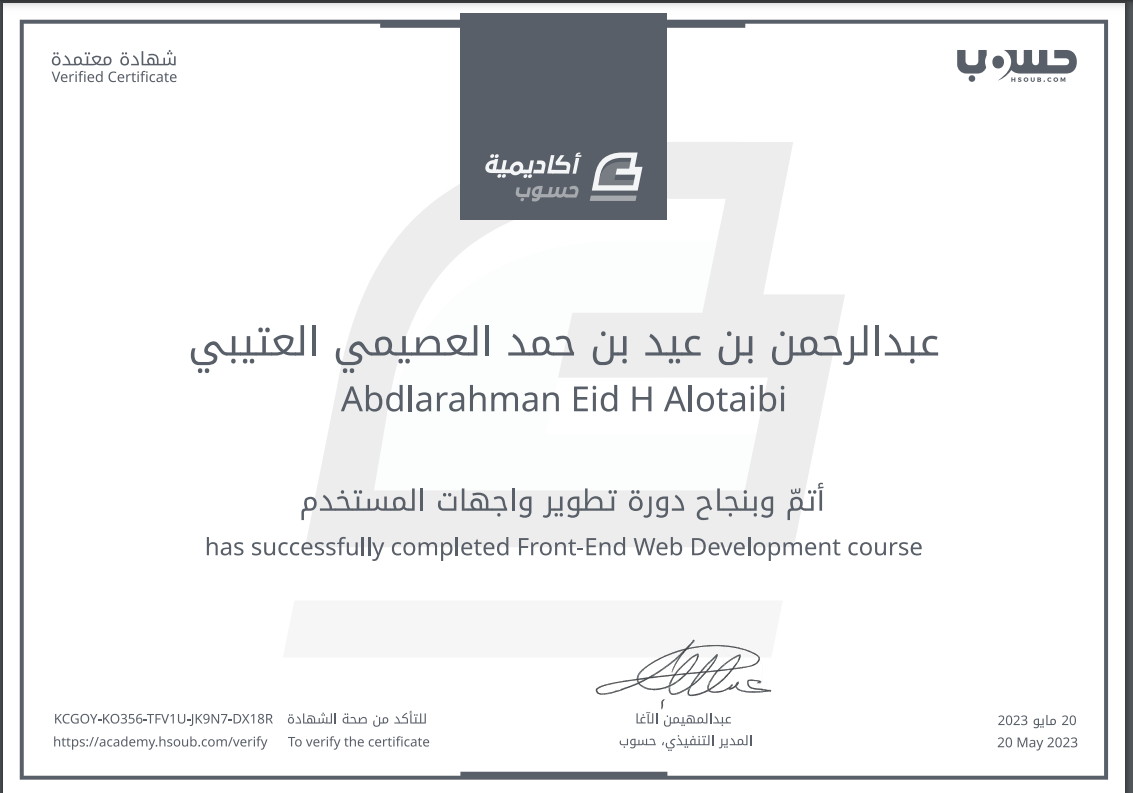 شهادة معتمدة
Verified Certificate
حسوب
HSOUB.COM
أكاديمية
حسوب
عبدالرحمن بن عيد بن حمد العصيمي العتيبي
Abdlarahman Eid H Alotaibi
أتمّ وبنجاح دورة تطوير واجهات المستخدم
has successfully completed Front-End Web Development course
KCGOY-KO356-TFV1U-JK9N7-DX18R للتأكد من صحة الشهادة
https://academy.hsoub.com/verify To verify the certificate
عبدالمهيمن الآغا
المدير التنفيذي، حسوب
20 مايو 2023
20 May 2023